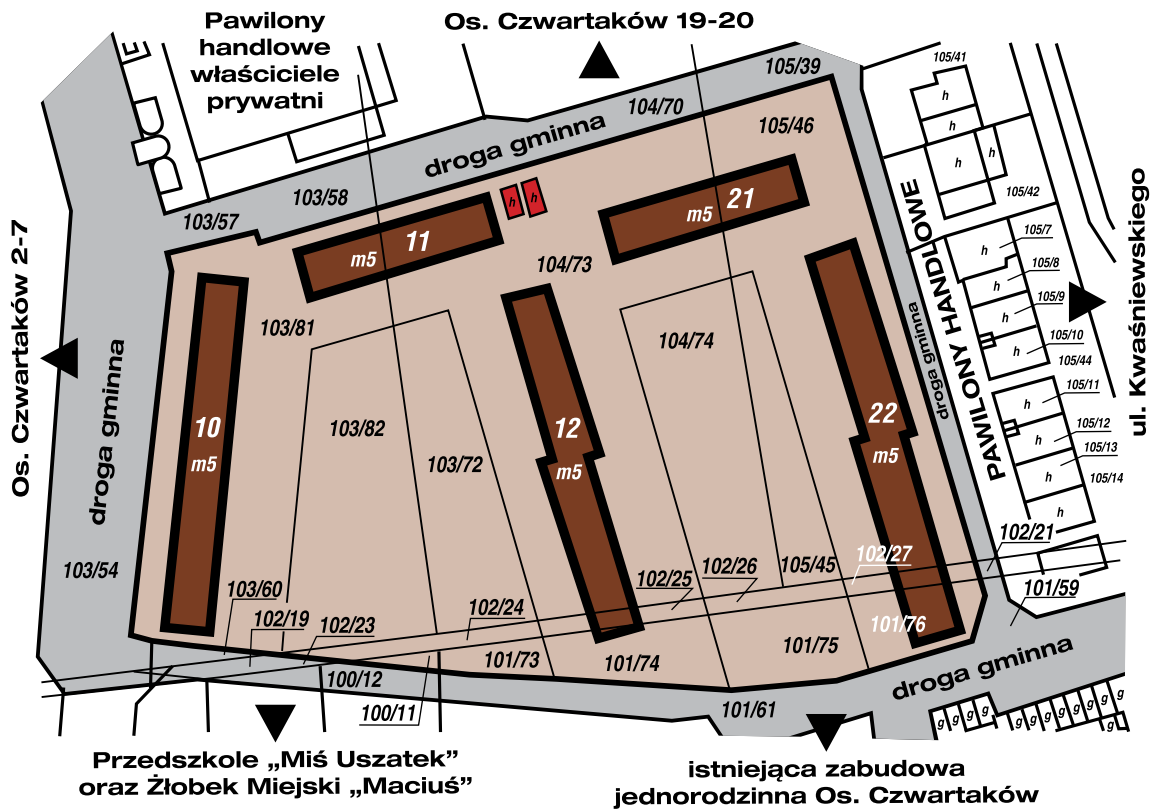 Pawilony
handlowe
właściciele
prywatni
Os. Czwartaków 19-20
105/39
105/41
104/70
droga gminna
105/46
h
h
h
h
103/58
103/57
h
h
21
m5
11
m5
105/42
PAWILONY HANDLOWE
ul. Kwaśniewskiego
Os. Czwartaków 2-7
droga gminna
104/73
103/81
104/74
105/7
h
105/8
h
105/9
h
105/10
h
105/44
105/11
h
105/12
h
105/13
h
105/14
h
droga gminna
10
m5
103/82
103/72
12
m5
22
m5
103/54
103/60
102/19
102/23
102/24
102/25
102/26
105/45
102/27
102/21
101/59
101/76
101/75
101/74
101/73
100/12
100/11
101/61
droga gminna
g g g
g g g g g g g g
g
Przedszkole „Miś Uszatek”
oraz Żłobek Miejski „Maciuś”
istniejąca zabudowa
jednorodzinna Os. Czwartaków